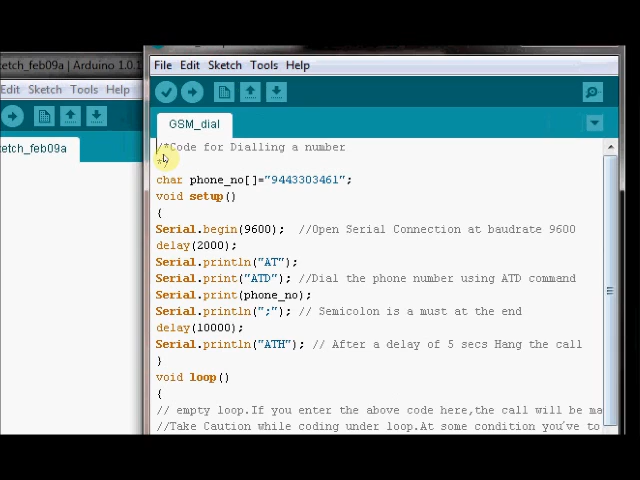 ketch_feb09a | Arduino 1.0.1
Edit Sketch Tools Help
ketch_feb09a
File Edit Sketch Tools Help
GSM_dial
/*Code for Dialling a number
*/
char phone_no[]="9443303461";
void setup()
{
Serial.begin(9600); //Open Serial Connection at baudrate 9600
delay(2000);
Serial.println("AT");
Serial.print("ATD"); //Dial the phone number using ATD command
Serial.print(phone_no);
Serial.println(";"); // Semicolon is a must at the end
delay(10000);
Serial.println("ATH"); // After a delay of 5 secs Hang the call
}
void loop()
{
// empty loop.If you enter the above code here,the call will be ma
//Take Caution while coding under loop.At some condition you've to